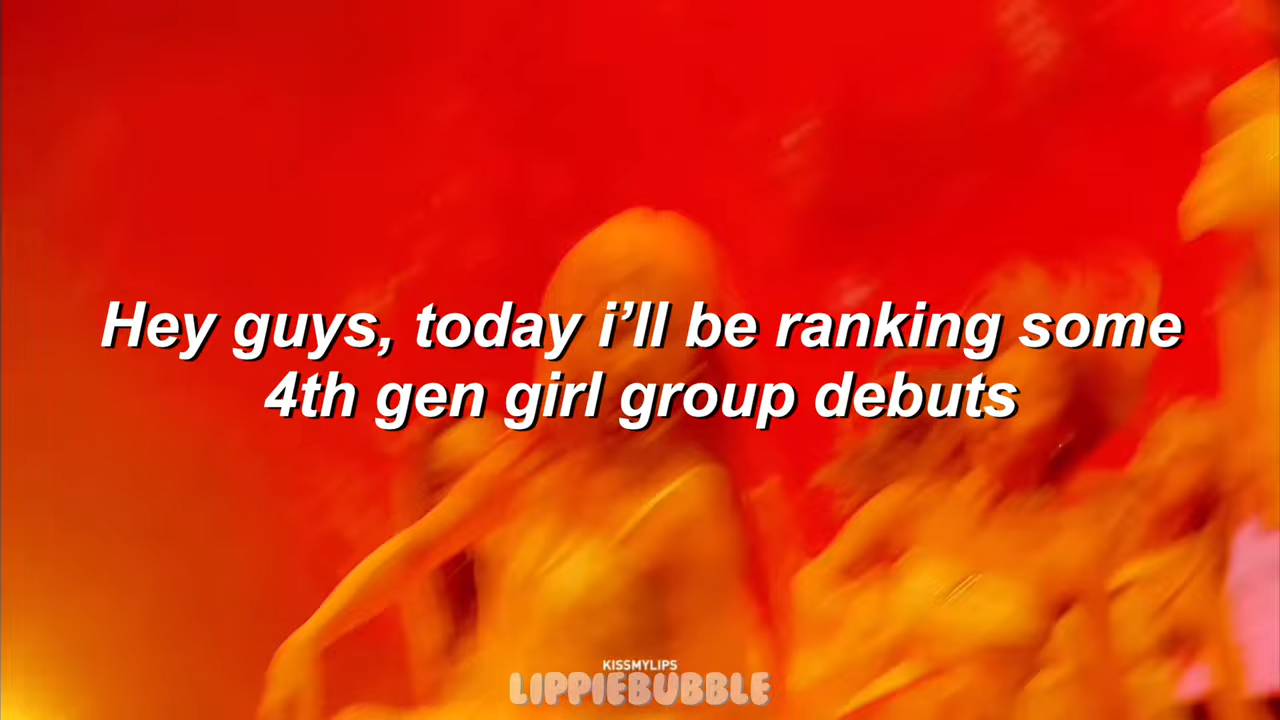 Hey guys, today i’ll be ranking some
4th gen girl group debuts
KISSMYLIPS
LIPPIEBUBBLE